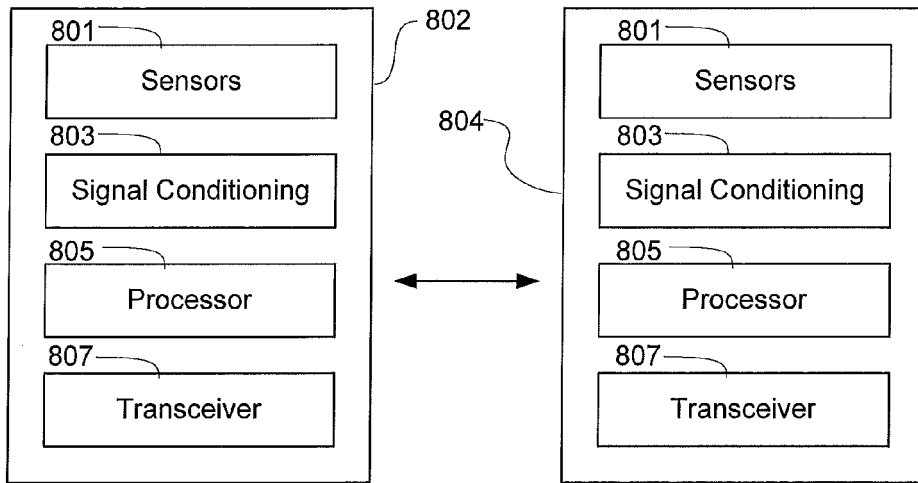 801
Sensors
803
Signal Conditioning
805
Processor
807
Transceiver
802
804
801
Sensors
803
Signal Conditioning
805
Processor
807
Transceiver